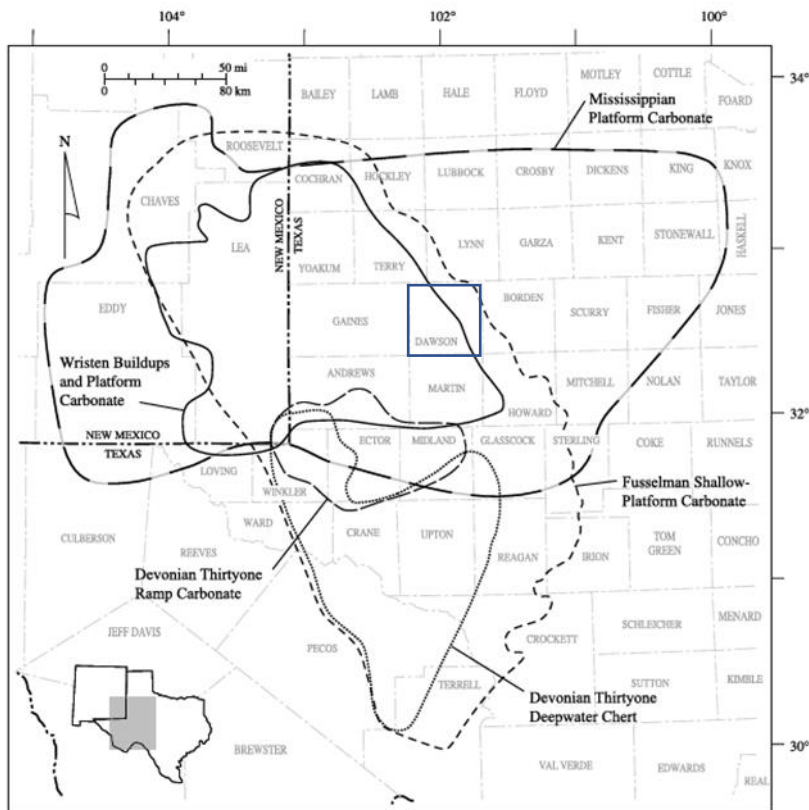 104°
102°
100°
0 50 mi
0 80 km
34°
MOTLEY
COTTLE
BAILEY
LAMB
HALE
FLOYD
FOARD
Mississippian
Platform Carbonate
N
ROOSEVELT
COCHRAN
HOCKLEY
LUBBOCK
CROSBY
DICKENS
KING
KNOX
CHAVES
NEW MEXICO
TEXAS
LEA
LYNN
GARZA
KENT
STONEWALL
HASKELL
YOAKUM
TERRY
EDDY
GAINES
DAWSON
BORDEN
SCURRY
FISHER
JONES
Wristen Buildups
and Platform
Carbonate
ANDREWS
MARTIN
HOWARD
MITCHELL
NOLAN
TAYLOR
32°
NEW MEXICO
TEXAS
LOVING
WINKLER
ECTOR
MIDLAND
GLASSCOCK
STERLING
COKE
RUNNELS
Fusselman Shallow-
Platform Carbonate
CULBERSON
REEVES
WARD
CRANE
UPTON
REAGAN
IRION
TOM
GREEN
CONCHO
Devonian Thirtyone
Ramp Carbonate
JEFF DAVIS
PECOS
CROCKETT
SCHLEICHER
MENARD
TERRELL
SUTTON
KIMBLE
Devonian Thirtyone
Deepwater Chert
BREWSTER
VAL VERDE
EDWARDS
REAL
30°